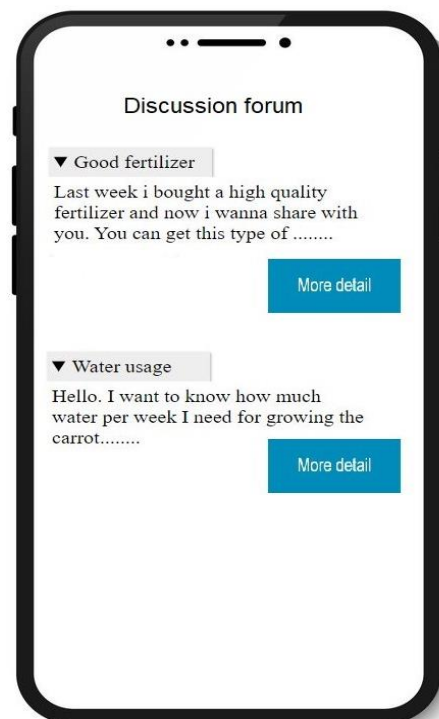 Discussion forum
▼ Good fertilizer
Last week i bought a high quality
fertilizer and now i wanna share with
you. You can get this type of ........
More detail
▼ Water usage
Hello. I want to know how much
water per week I need for growing the
carrot........
More detail